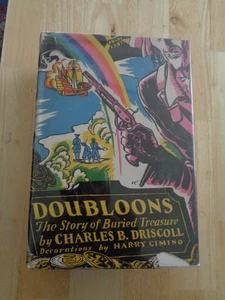 DOUBLOONS
The Story of Buried Treasure
by CHARLES B. DRISCOLL
Decorations by HARRY CIMINO